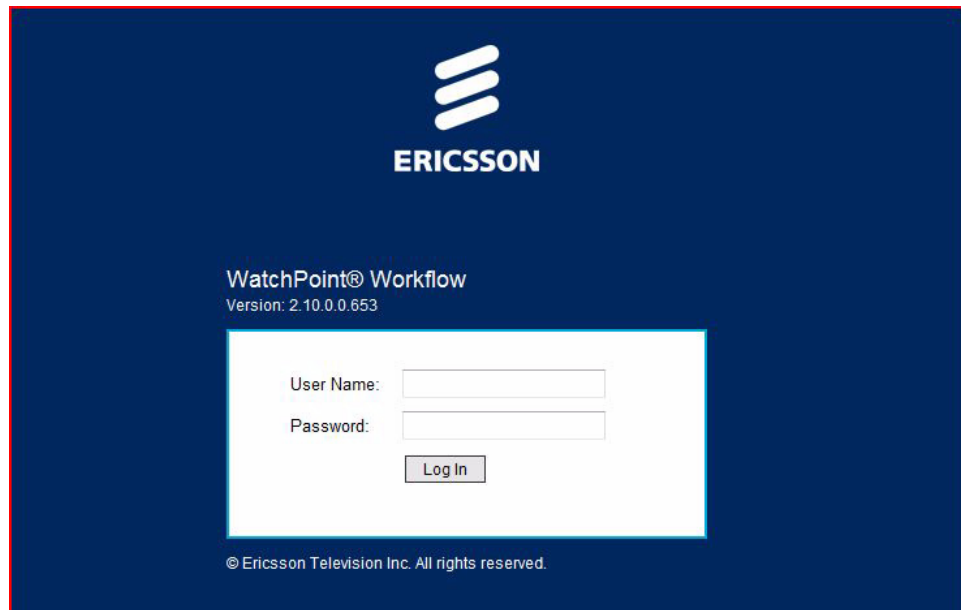 ERICSSON
WatchPoint® Workflow
Version: 2.10.0.0.653
User Name:
Password:
Log In
© Ericsson Television Inc. All rights reserved.